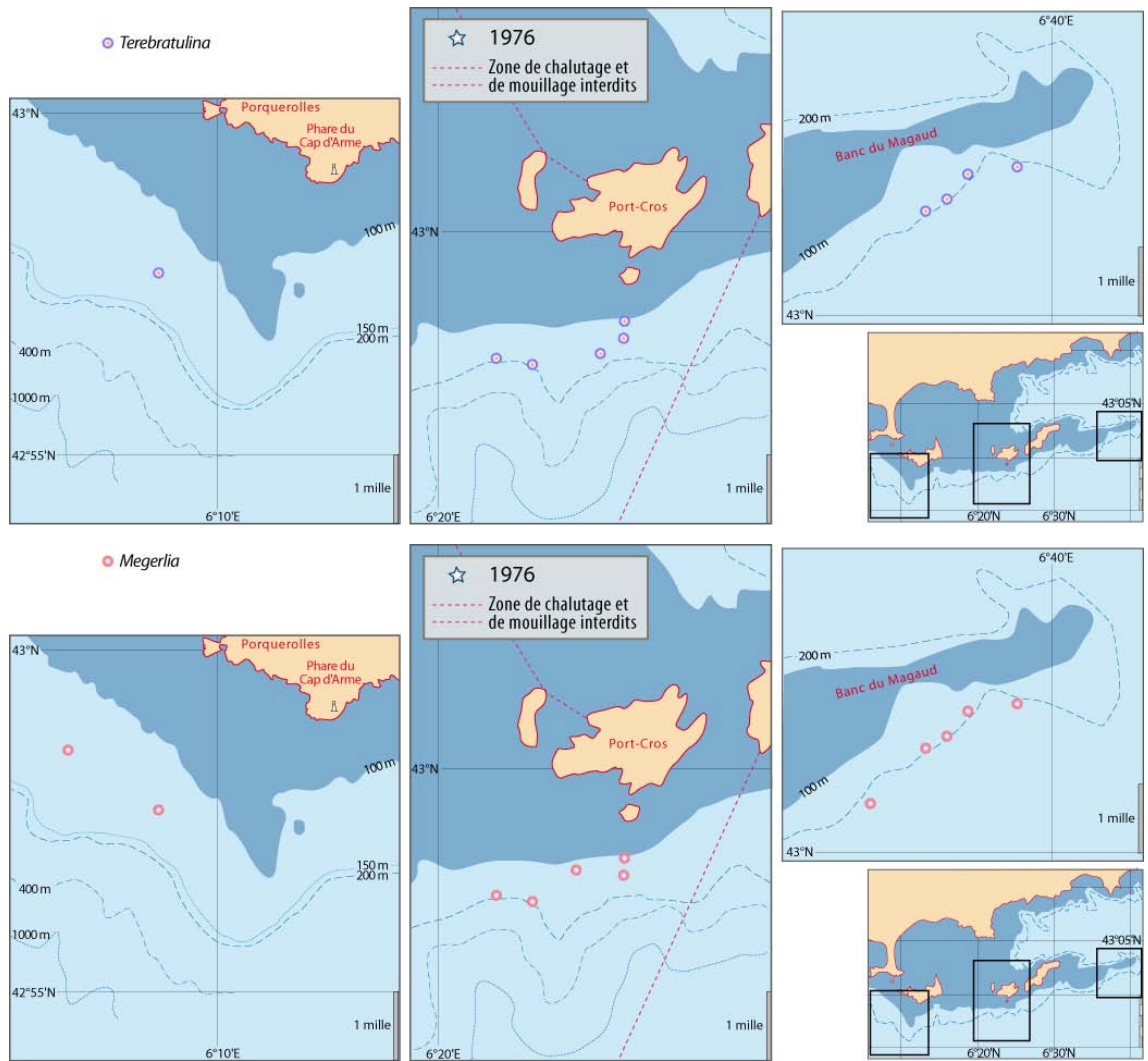 Terebratulina
43°N
Porquerolles
Phare du
Cap d'Arme
100 m
150 m
200 m
400 m
1000 m
42°55'N
1 mille
6°10'E
1976
Zone de chalutage et
de mouillage interdits
Port-Cros
43°N
6°20'E
1 mille
6°40'E
200 m
Banc du Magaud
100 m
1 mille
43°N
43°05'N
6°20'N
6°30'N
Megerlia
43°N
Porquerolles
Phare du
Cap d'Arme
100 m
150 m
200 m
400 m
1000 m
42°55'N
1 mille
6°10'E
1976
Zone de chalutage et
de mouillage interdits
Port-Cros
43°N
6°20'E
1 mille
6°40'E
200 m
Banc du Magaud
100 m
1 mille
43°N
43°05'N
6°20'N
6°30'N